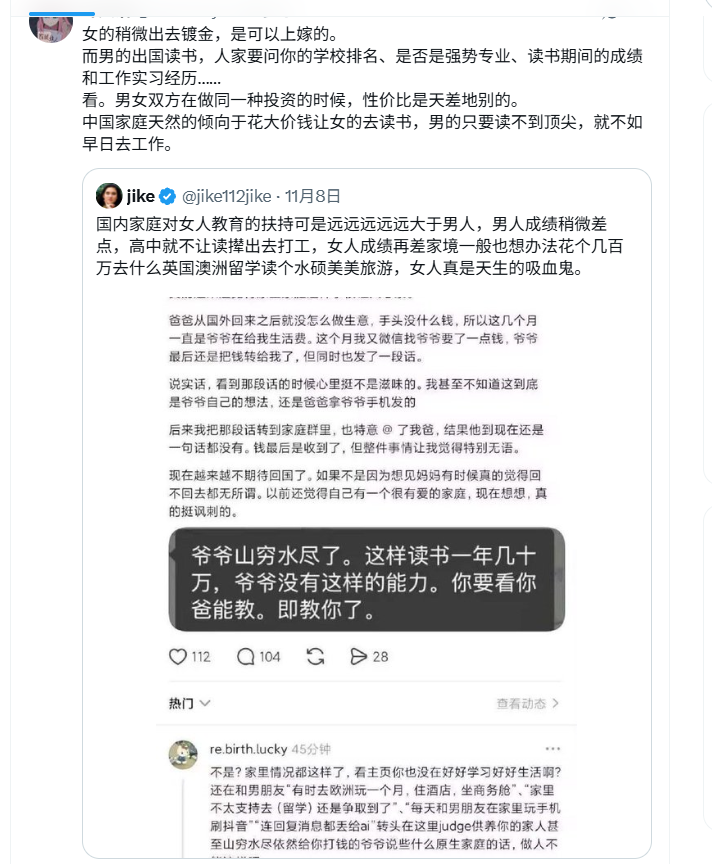 女的稍微出去镀金，是可以上嫁的。
而男的出国读书，人家要问你的学校排名、是否是强势专业、读书期间的成绩
和工作实习经历......
看。男女双方在做同一种投资的时候，性价比是天差地别的。
中国家庭天然的倾向于花大价钱让女的去读书，男的只要读不到顶尖，就不如
早日去工作。
jike @jike112jike · 11月8日
国内家庭对女人教育的扶持可是远远远远远大于男人，男人成绩稍微差
点，高中就不让读撵出去打工，女人成绩再差家境一般也想办法花个几百
万去什么英国澳洲留学读个水硕美美旅游，女人真是天生的吸血鬼。
爸爸从国外回来之后就没怎么做生意，手头没什么钱，所以这几个月
一直是爷爷在给我生活费。这个月我又微信找爷爷要了一点钱，爷爷
最后还是把钱转给我了，但同时也发了一段话。
说实话，看到那段话的时候心里挺不是滋味的。我甚至不知道这到底
是爷爷自己的想法，还是爸爸拿爷爷手机发的
后来我把那段话转到家庭群里，也特意 @ 了我爸，结果他到现在还是
一句话都没有。钱最后是收到了，但整件事情让我觉得特别无语。
现在越来越不期待回国了。如果不是因为想见妈妈有时候真的觉得回
不回去都无所谓。以前还觉得自己有一个很有爱的家庭，现在想想，真
的挺讽刺的。
爷爷山穷水尽了。这样读书一年几十
万，爷爷没有这样的能力。你要看你
爸能教。即教你了。
112 104 28
热门 查看动态
re.birth.lucky 45分钟
不是？家里情况都这样了，看主页你也没在好好学习好好生活啊？
还在和男朋友“有时去欧洲玩一个月，住酒店，坐商务舱”、“家里
不太支持去（留学）还是争取到了”、“每天和男朋友在家里玩手机
刷抖音”“连回复消息都丢给ai”转头在这里judge供养你的家人甚
至山穷水尽依然给你打钱的爷爷说些什么原生家庭的话，做人不